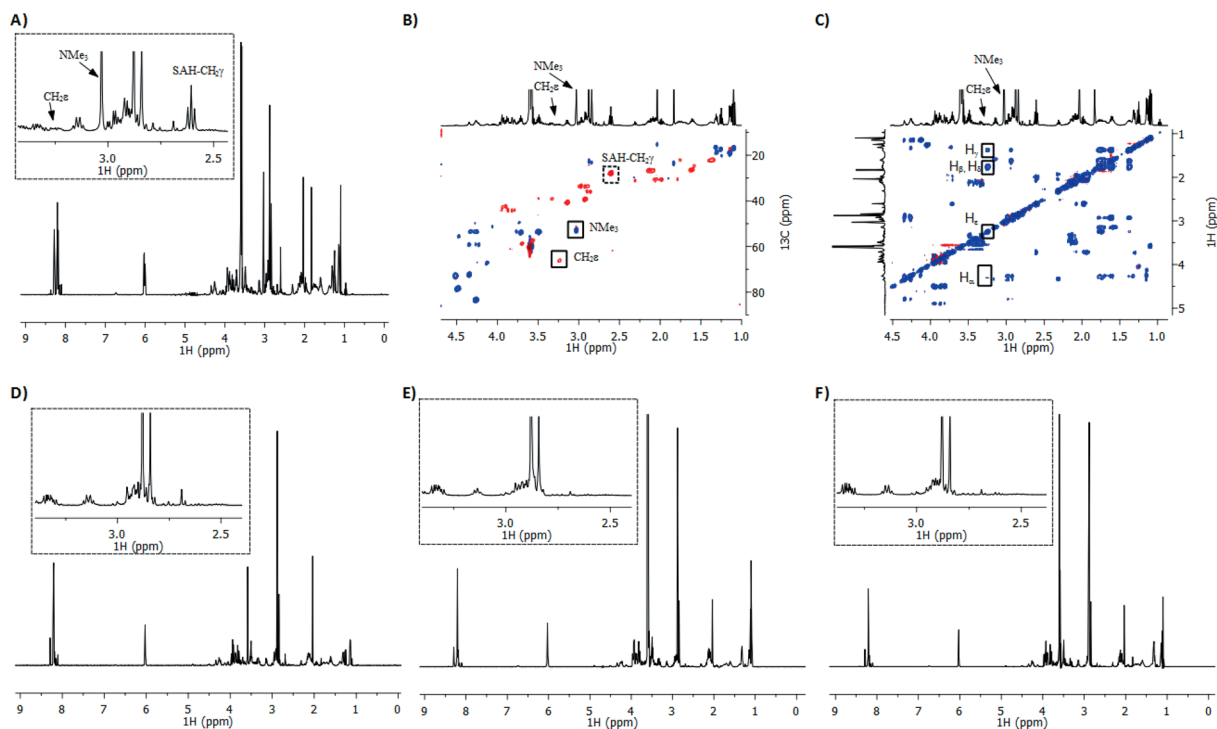 A)
NMe₃
CH₂ε
SAH-CH₂γ
3.0 2.5
1H (ppm)
9 8 7 6 5 4 3 2 1 0
1H (ppm)
B)
NMe₃
CH₂ε
SAH-CH₂γ
NMe₃
CH₂ε
20
40
60
80
13C (ppm)
4.5 4.0 3.5 3.0 2.5 2.0 1.5 1.0
1H (ppm)
C)
NMe₃
CH₂ε
Hγ
Hβ, Hδ
Hε
Hα
1
2
3
4
5
1H (ppm)
4.5 4.0 3.5 3.0 2.5 2.0 1.5 1.0
1H (ppm)
D)
3.0 2.5
1H (ppm)
9 8 7 6 5 4 3 2 1 0
1H (ppm)
E)
3.0 2.5
1H (ppm)
9 8 7 6 5 4 3 2 1 0
1H (ppm)
F)
3.0 2.5
1H (ppm)
9 8 7 6 5 4 3 2 1 0
1H (ppm)